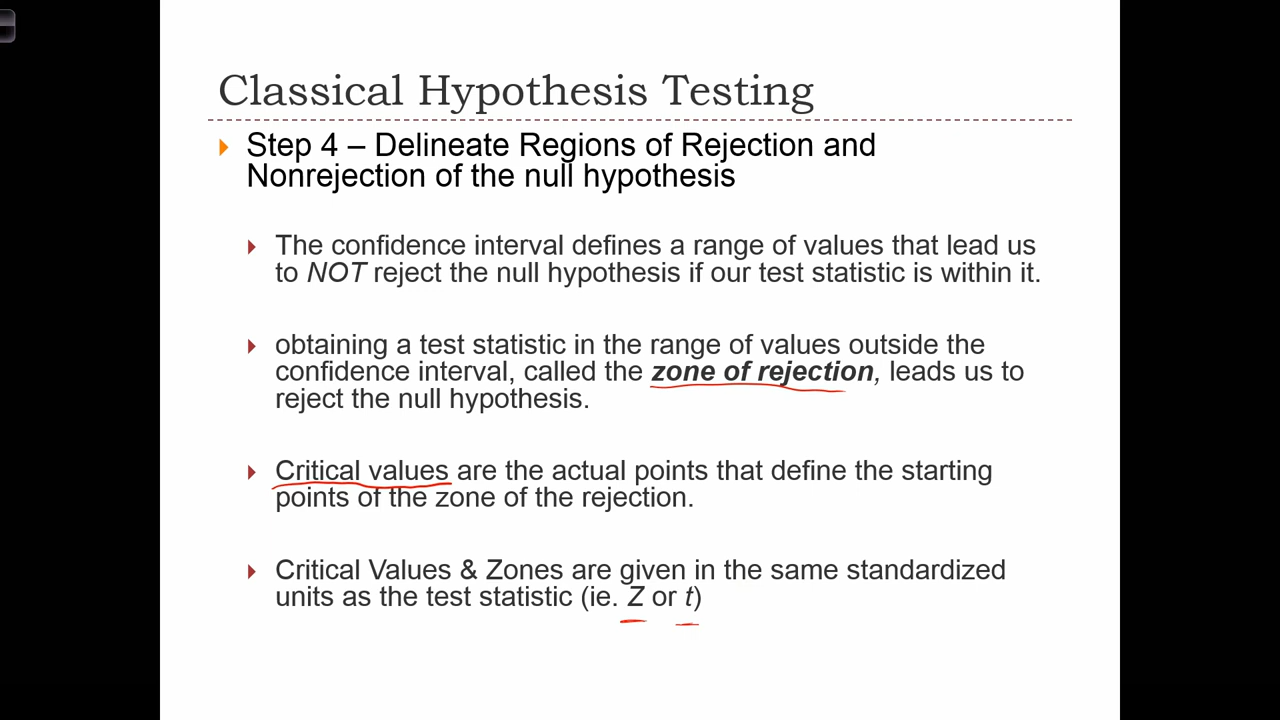 Classical Hypothesis Testing
Step 4 – Delineate Regions of Rejection and
Nonrejection of the null hypothesis
The confidence interval defines a range of values that lead us
to NOT reject the null hypothesis if our test statistic is within it.
obtaining a test statistic in the range of values outside the
confidence interval, called the zone of rejection, leads us to
reject the null hypothesis.
Critical values are the actual points that define the starting
points of the zone of the rejection.
Critical Values & Zones are given in the same standardized
units as the test statistic (ie. Z or t)